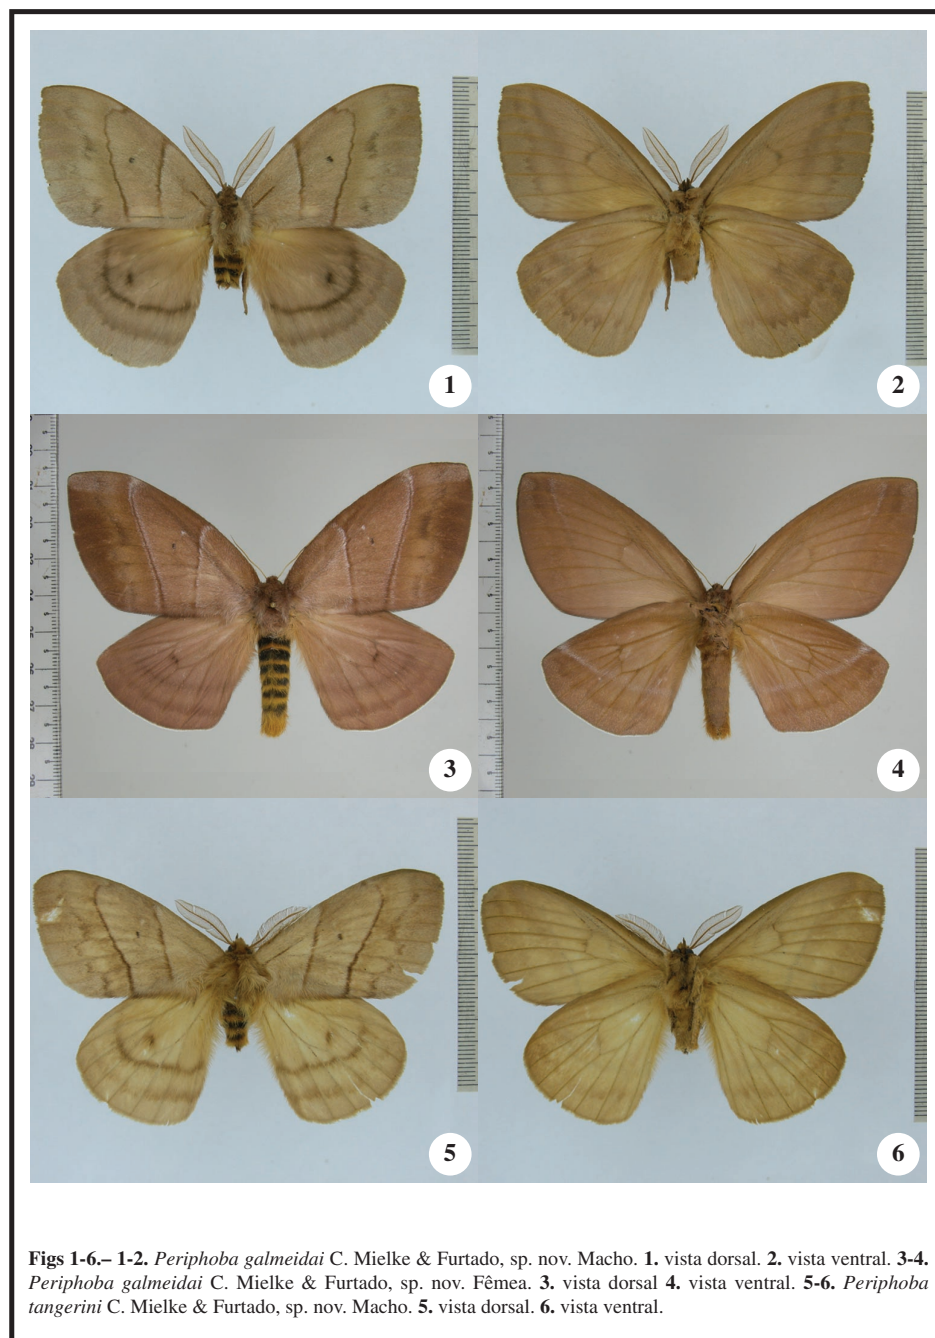 1
2
3
4
5
6
Figs 1-6.– 1-2. Periphoba galmeidai C. Mielke & Furtado, sp. nov. Macho. 1. vista dorsal. 2. vista ventral. 3-4.
Periphoba galmeidai C. Mielke & Furtado, sp. nov. Fêmea. 3. vista dorsal 4. vista ventral. 5-6. Periphoba
tangerini C. Mielke & Furtado, sp. nov. Macho. 5. vista dorsal. 6. vista ventral.